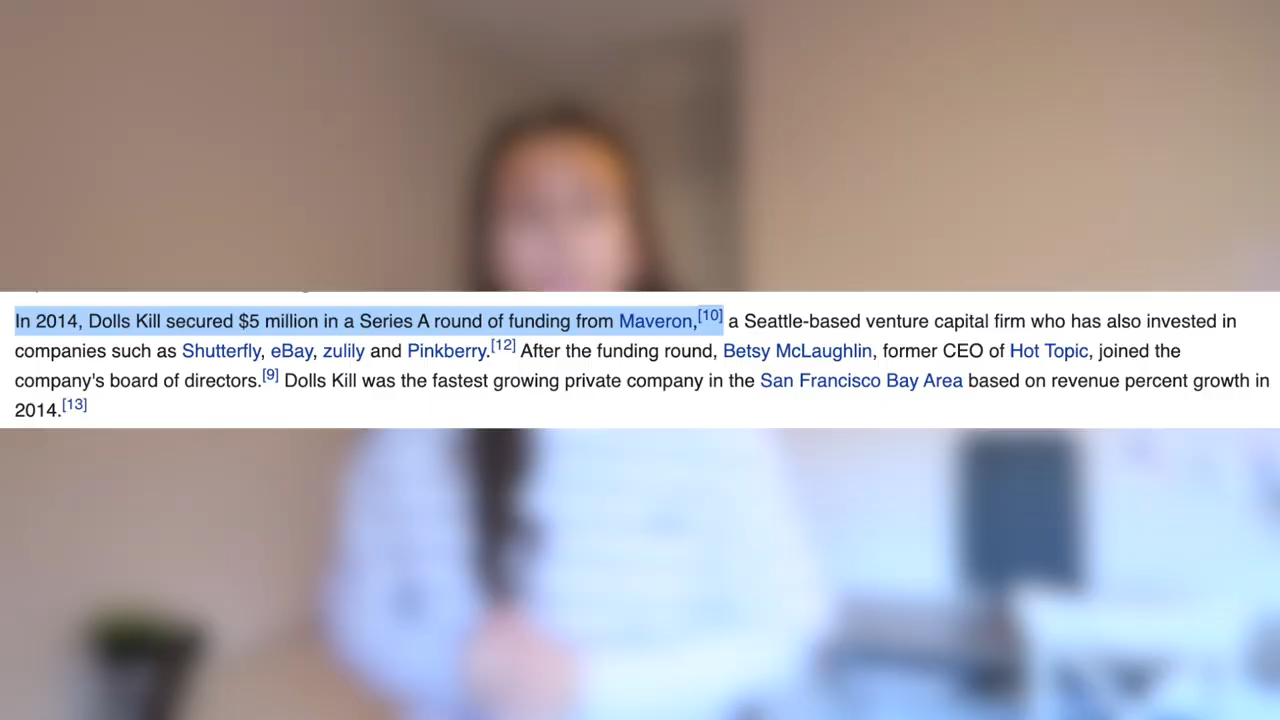 In 2014, Dolls Kill secured $5 million in a Series A round of funding from Maveron,[10] a Seattle-based venture capital firm who has also invested in
companies such as Shutterfly, eBay, zulily and Pinkberry.[12] After the funding round, Betsy McLaughlin, former CEO of Hot Topic, joined the
company's board of directors.[9] Dolls Kill was the fastest growing private company in the San Francisco Bay Area based on revenue percent growth in
2014.[13]